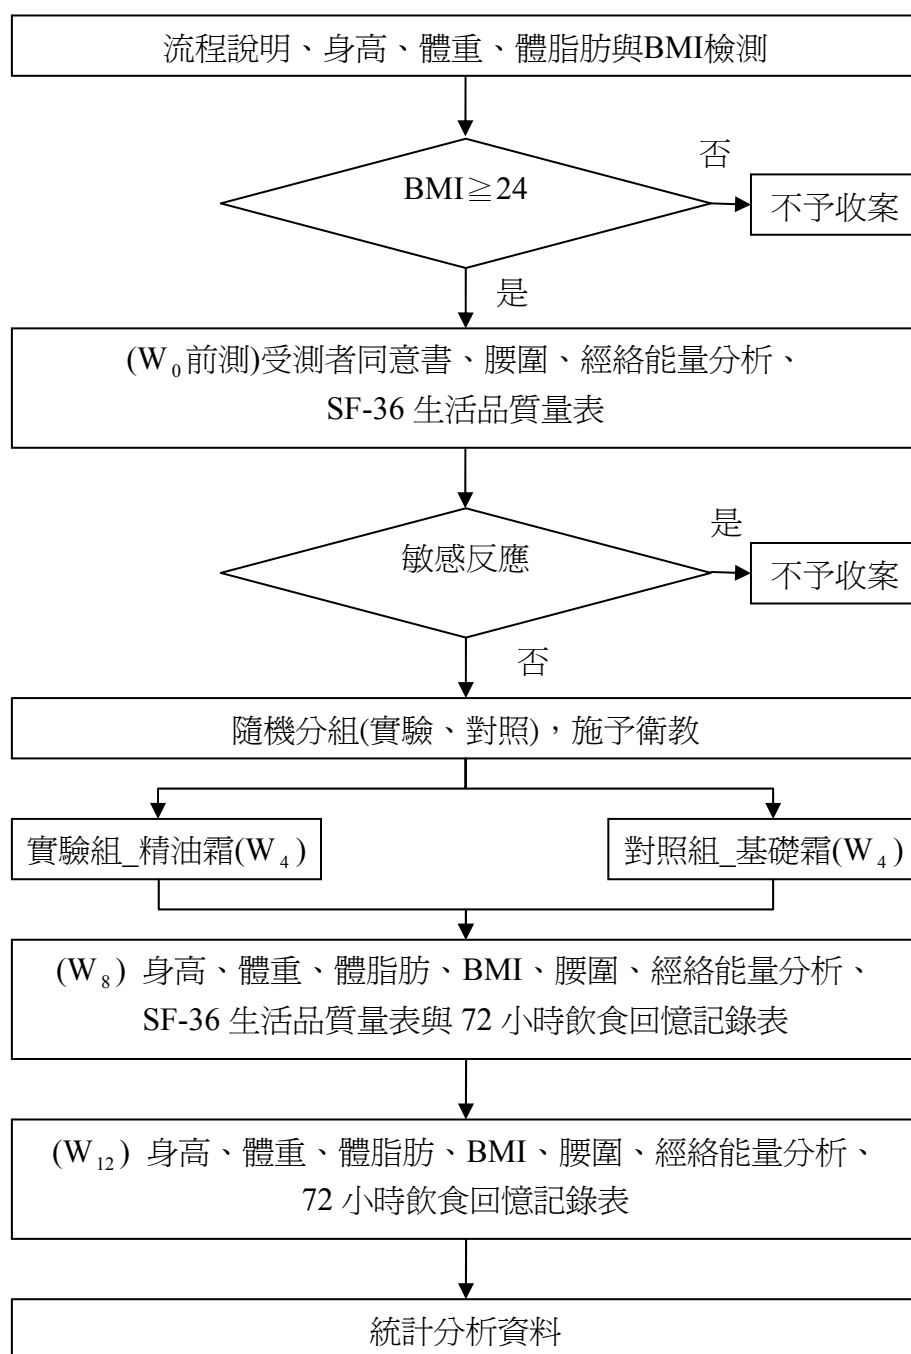 流程說明、身高、體重、體脂肪與BMI檢測
BMI≧24
否
不予收案
是
(W₀前測)受測者同意書、腰圍、經絡能量分析、
SF-36 生活品質量表
敏感反應
是
不予收案
否
隨機分組(實驗、對照)，施予衛教
實驗組_精油霜(W₄)
對照組_基礎霜(W₄)
(W₈) 身高、體重、體脂肪、BMI、腰圍、經絡能量分析、
SF-36 生活品質量表與 72 小時飲食回憶記錄表
(W₁₂) 身高、體重、體脂肪、BMI、腰圍、經絡能量分析、
72 小時飲食回憶記錄表
統計分析資料